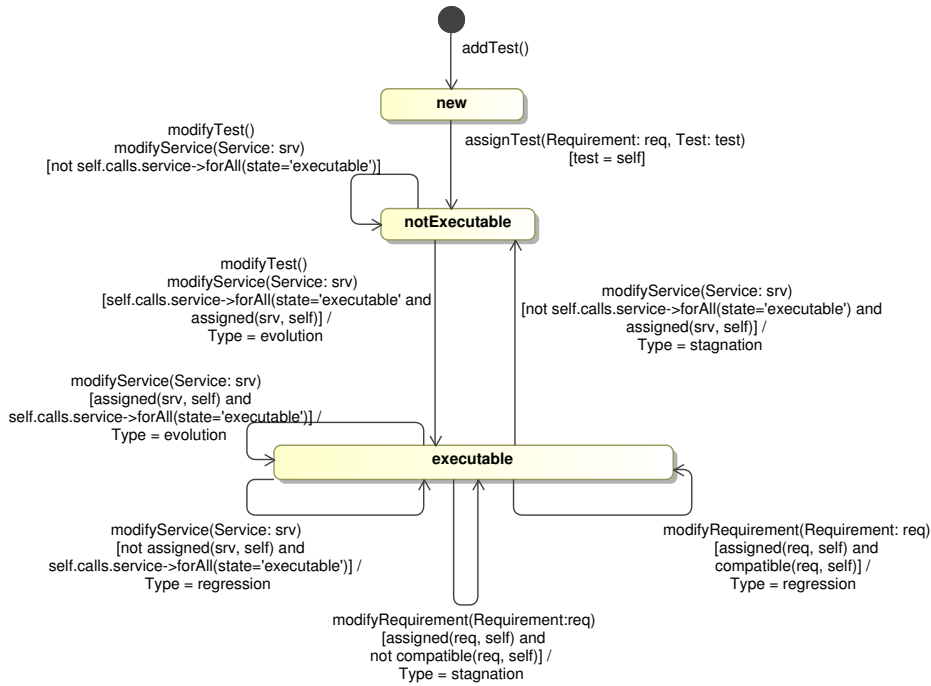 addTest()
new
assignTest(Requirement: req, Test: test)
[test = self]
modifyTest()
modifyService(Service: srv)
[not self.calls.service->forAll(state='executable')]
notExecutable
modifyTest()
modifyService(Service: srv)
[self.calls.service->forAll(state='executable' and
assigned(srv, self)] /
Type = evolution
modifyService(Service: srv)
[not self.calls.service->forAll(state='executable') and
assigned(srv, self)] /
Type = stagnation
modifyService(Service: srv)
[assigned(srv, self) and
self.calls.service->forAll(state='executable')] /
Type = evolution
executable
modifyService(Service: srv)
[not assigned(srv, self) and
self.calls.service->forAll(state='executable')] /
Type = regression
modifyRequirement(Requirement: req)
[assigned(req, self) and
compatible(req, self)] /
Type = regression
modifyRequirement(Requirement:req)
[assigned(req, self) and
not compatible(req, self)] /
Type = stagnation